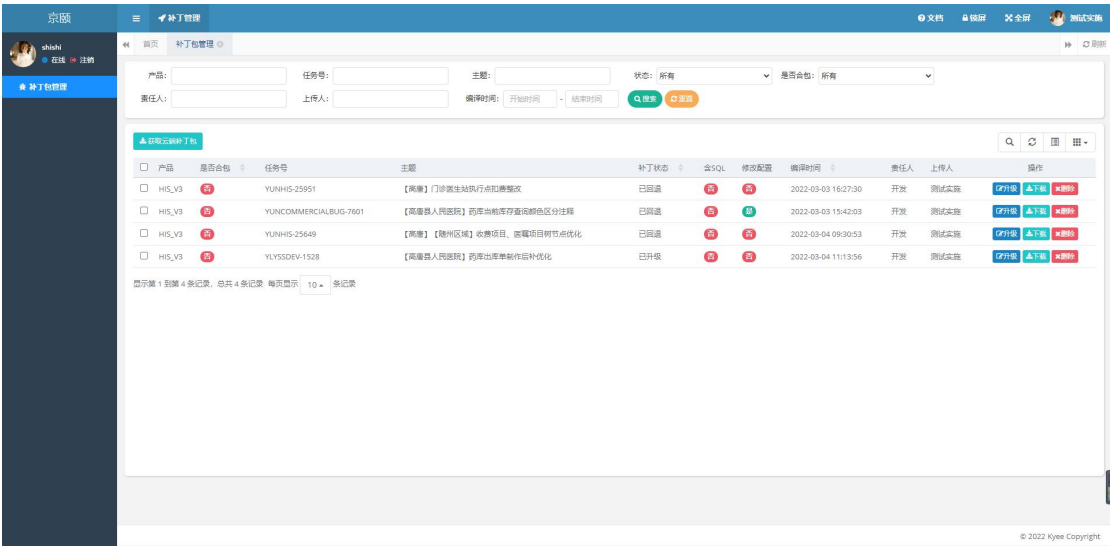 京颐 补丁管理 文档 锁屏 全屏 测试实施
shishi
在线 注销
首页 补丁包管理 刷新
补丁包管理
产品: 任务号: 主题: 状态: 所有 是否合包: 所有
责任人: 上传人: 编译时间: 开始时间 - 结束时间 搜索 重置
获取云端补丁包
产品 是否合包 任务号 主题 补丁状态 含SQL 修改配置 编译时间 责任人 上传人 操作
HIS_V3 否 YUNHIS-25951 【高唐】门诊医生站执行点扣费整改 已回退 否 否 2022-03-03 16:27:30 开发 测试实施 升级 下载 删除
HIS_V3 否 YUNCOMMERCIALBUG-7601 【高唐县人民医院】药库当前库存查询颜色区分注释 已回退 否 是 2022-03-03 15:42:03 开发 测试实施 升级 下载 删除
HIS_V3 否 YUNHIS-25649 【高唐】【随州区域】收费项目、医嘱项目树节点优化 已回退 否 否 2022-03-04 09:30:53 开发 测试实施 升级 下载 删除
HIS_V3 否 YLYSSDEV-1528 【高唐县人民医院】药库出库单制作后补优化 已升级 否 否 2022-03-04 11:13:56 开发 测试实施 升级 下载 删除
显示第 1 到第 4 条记录，总共 4 条记录 每页显示 10 条记录
© 2022 Kyee Copyright